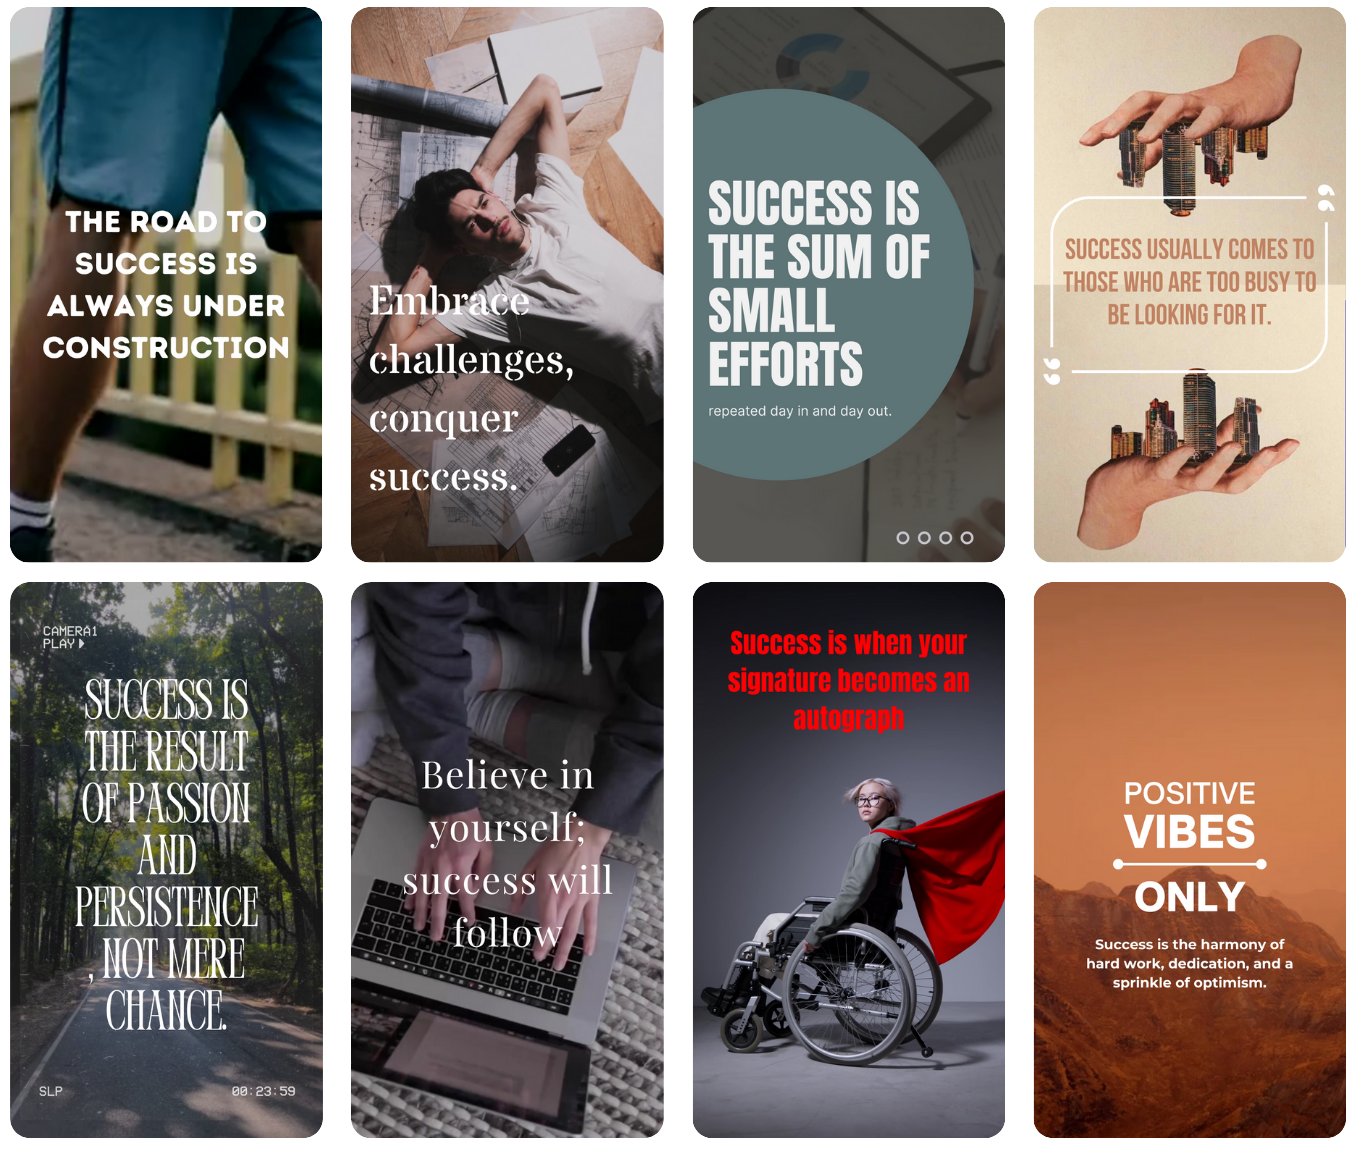 THE ROAD TO
SUCCESS IS
ALWAYS UNDER
CONSTRUCTION
Embrace
challenges,
conquer
success.
SUCCESS IS
THE SUM OF
SMALL
EFFORTS
repeated day in and day out.
SUCCESS USUALLY COMES TO
THOSE WHO ARE TOO BUSY TO
BE LOOKING FOR IT.
CAMERA1
PLAY
SUCCESS IS
THE RESULT
OF PASSION
AND
PERSISTENCE
, NOT MERE
CHANCE.
SLP 00:23:59
Believe in
yourself;
success will
follow
Success is when your
signature becomes an
autograph
POSITIVE
VIBES
ONLY
Success is the harmony of
hard work, dedication, and a
sprinkle of optimism.